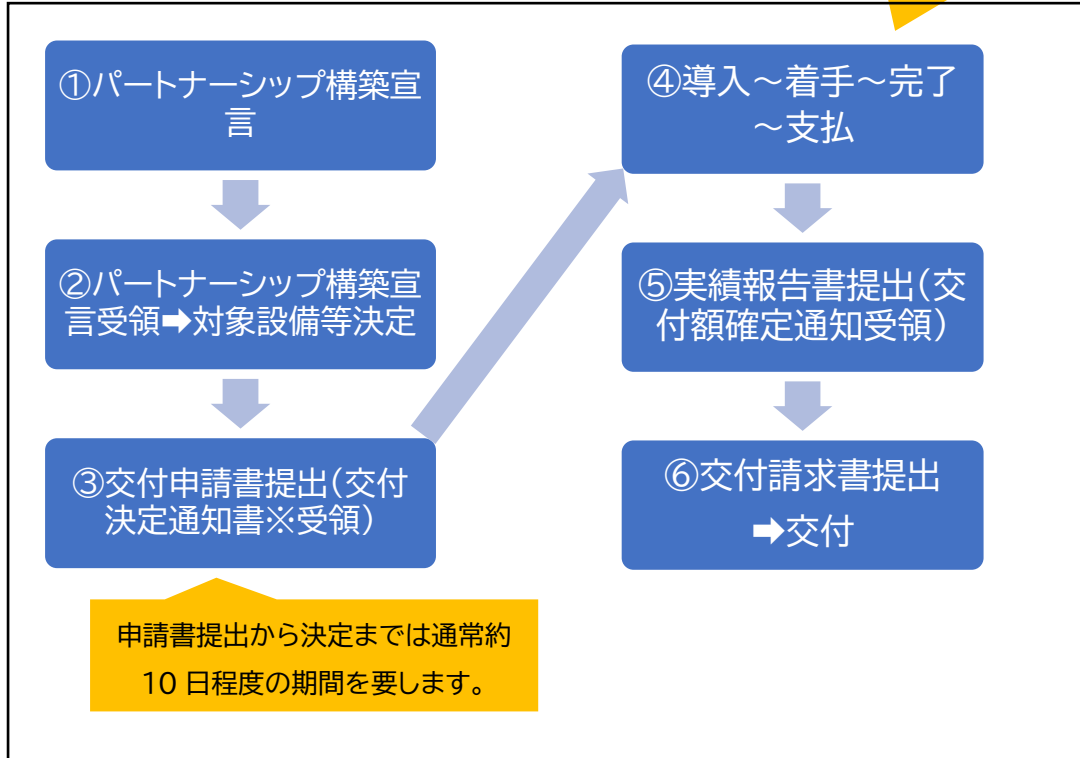 ①パートナーシップ構築宣
言
②パートナーシップ構築宣
言受領➡対象設備等決定
③交付申請書提出(交付
決定通知書※受領)
申請書提出から決定までは通常約
10 日程度の期間を要します。
④導入～着手～完了
～支払
⑤実績報告書提出(交
付額確定通知受領)
⑥交付請求書提出
➡交付